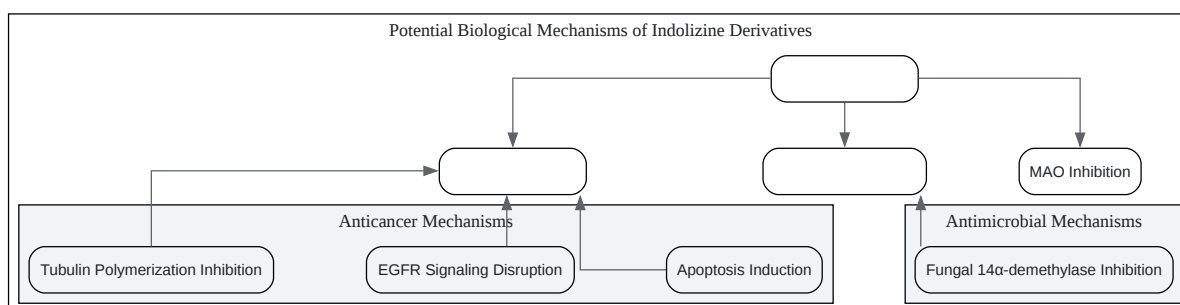 Potential Biological Mechanisms of Indolizine Derivatives
MAO Inhibition
Anticancer Mechanisms
Antimicrobial Mechanisms
Tubulin Polymerization Inhibition
EGFR Signaling Disruption
Apoptosis Induction
Fungal 14α-demethylase Inhibition